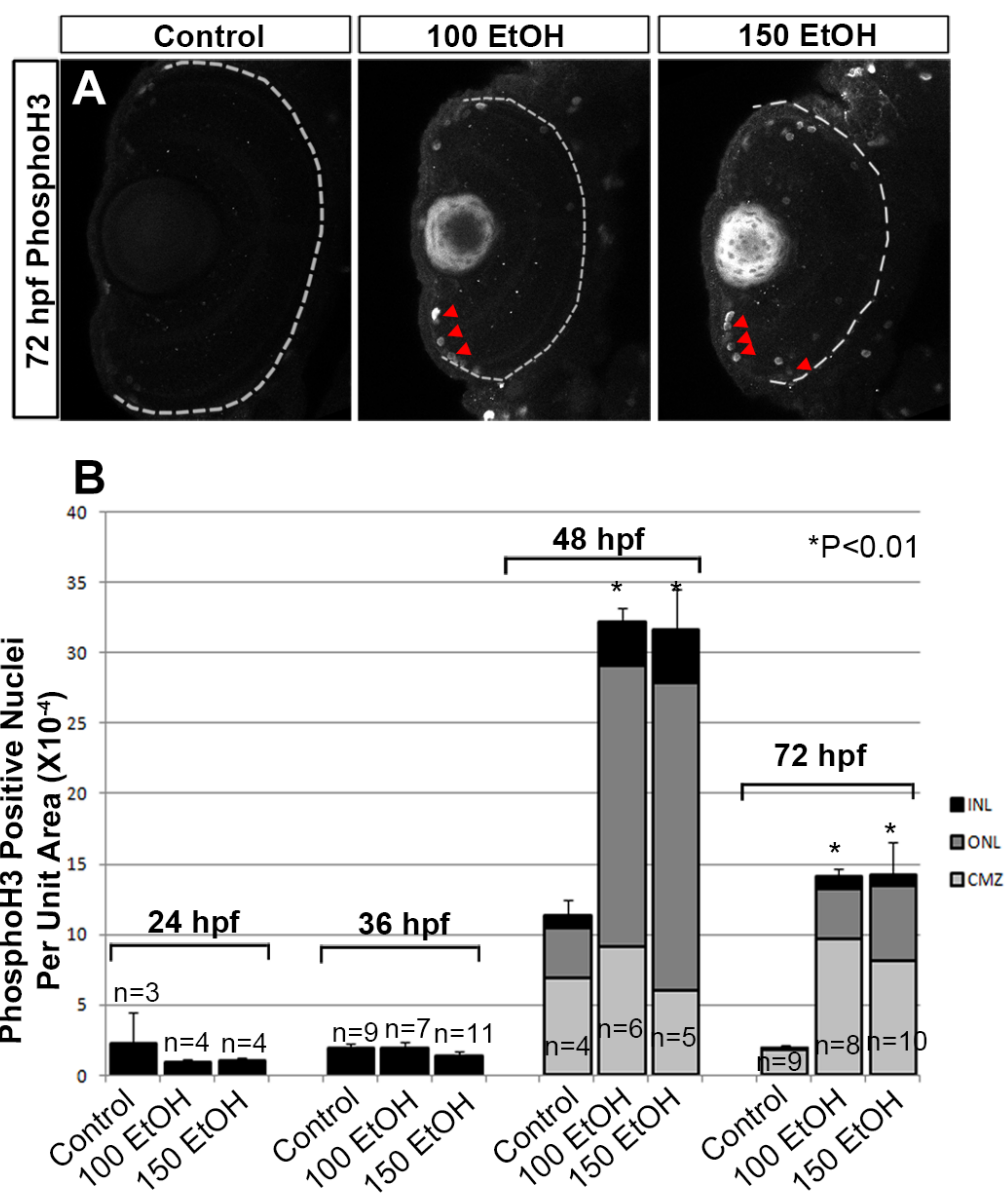 Control
100 EtOH
150 EtOH
72 hpf PhosphoH3
A
B
PhosphoH3 Positive Nuclei
Per Unit Area (X10-4)
40
35
30
25
20
15
10
5
0
24 hpf
36 hpf
48 hpf
72 hpf
*P<0.01
* *
* *
n=3
n=4
n=4
n=9
n=7
n=11
n=4
n=6
n=5
n=9
n=8
n=10
Control
100 EtOH
150 EtOH
Control
100 EtOH
150 EtOH
Control
100 EtOH
150 EtOH
Control
100 EtOH
150 EtOH
INL
ONL
CMZ